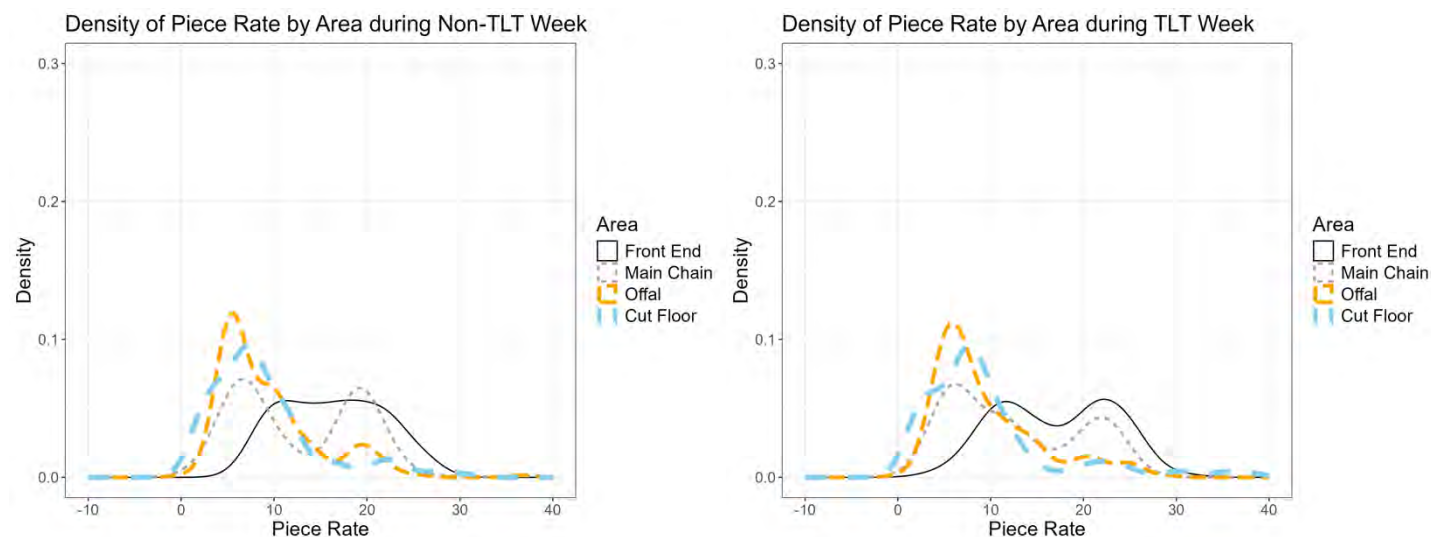 Density of Piece Rate by Area during Non-TLT Week
0.3
0.2
0.1
0.0
Density
-10 0 10 20 30 40
Piece Rate
Area
Front End
Main Chain
Offal
Cut Floor
Density of Piece Rate by Area during TLT Week
0.3
0.2
0.1
0.0
Density
-10 0 10 20 30 40
Piece Rate
Area
Front End
Main Chain
Offal
Cut Floor